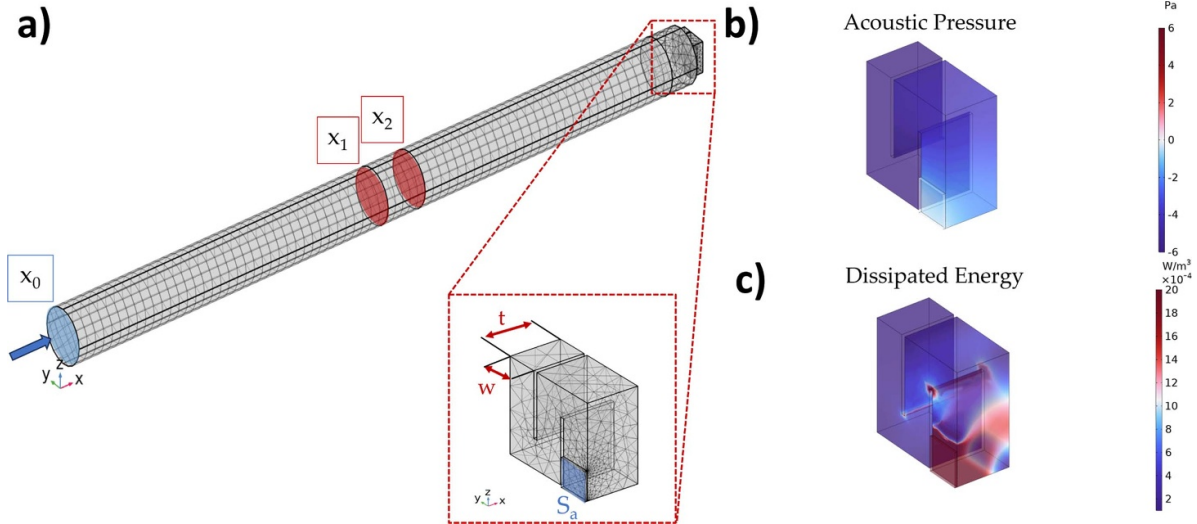 a)
x₁
x₂
x₀
z
y
x
t
w
z
y
x
Sₐ
b)
Acoustic Pressure
Pa
6
4
2
0
-2
-4
-6
c)
Dissipated Energy
W/m³
×10⁻⁴
20
18
16
14
12
10
8
6
4
2